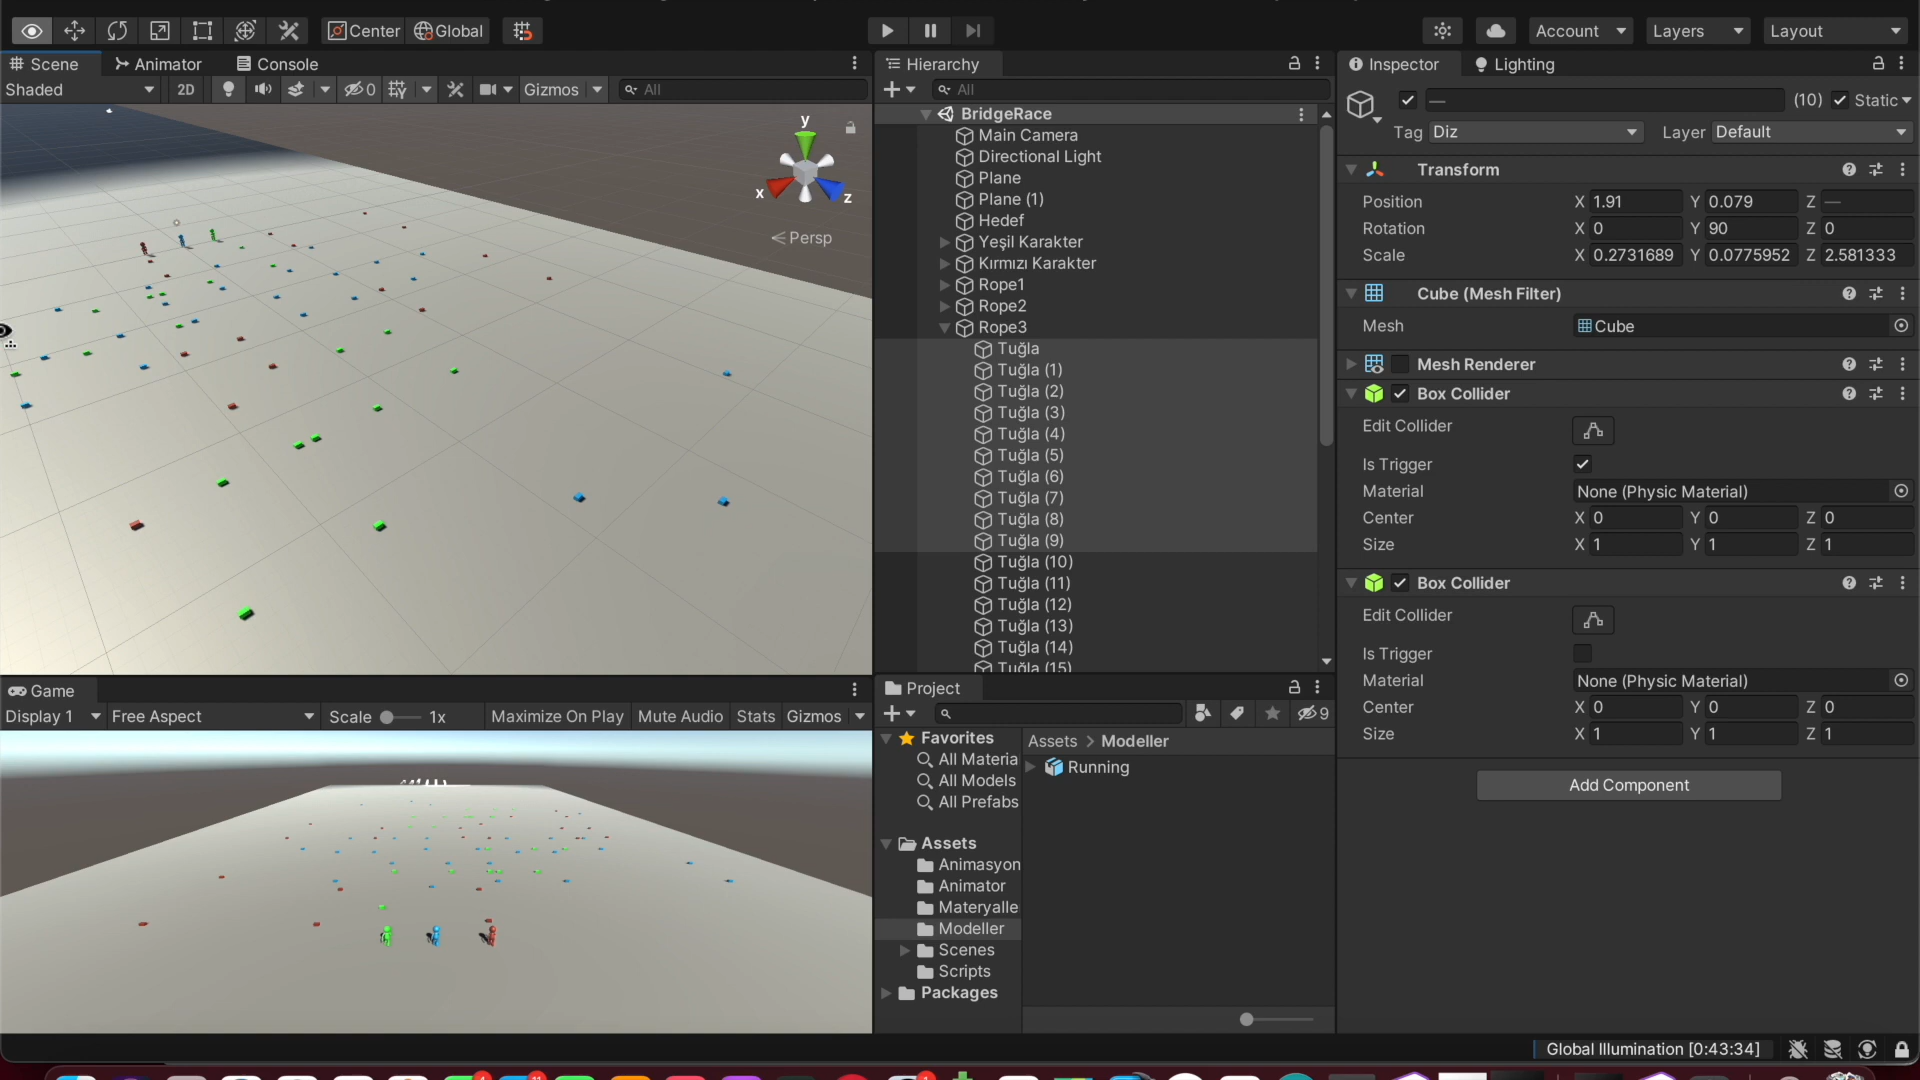 Center
Global
Account
Layers
Layout
Scene
Animator
Console
Shaded
2D
0
Gizmos
All
y
x
z
Persp
Game
Display 1
Free Aspect
Scale
1x
Maximize On Play
Mute Audio
Stats
Gizmos
Hierarchy
All
BridgeRace
Main Camera
Directional Light
Plane
Plane (1)
Hedef
Yeşil Karakter
Kırmızı Karakter
Rope1
Rope2
Rope3
Tuğla
Tuğla (1)
Tuğla (2)
Tuğla (3)
Tuğla (4)
Tuğla (5)
Tuğla (6)
Tuğla (7)
Tuğla (8)
Tuğla (9)
Tuğla (10)
Tuğla (11)
Tuğla (12)
Tuğla (13)
Tuğla (14)
Tuğla (15)
Project
9
Favorites
All Materia
All Models
All Prefabs
Assets
Animasyon
Animator
Materyalle
Modeller
Scenes
Scripts
Packages
Assets > Modeller
Running
Inspector
Lighting
— (10) Static
Tag Diz Layer Default
Transform
Position X 1.91 Y 0.079 Z —
Rotation X 0 Y 90 Z 0
Scale X 0.2731689 Y 0.0775952 Z 2.581333
Cube (Mesh Filter)
Mesh Cube
Mesh Renderer
Box Collider
Edit Collider
Is Trigger
Material None (Physic Material)
Center X 0 Y 0 Z 0
Size X 1 Y 1 Z 1
Box Collider
Edit Collider
Is Trigger
Material None (Physic Material)
Center X 0 Y 0 Z 0
Size X 1 Y 1 Z 1
Add Component
Global Illumination [0:43:34]